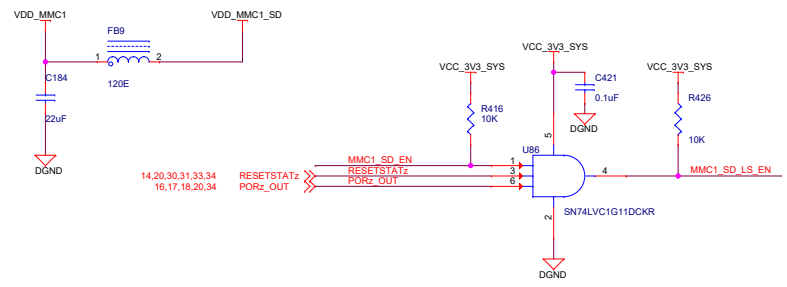 VDD_MMC1
VDD_MMC1_SD
FB9
1
2
120E
C184
22uF
DGND
VCC_3V3_SYS
VCC_3V3_SYS
VCC_3V3_SYS
C421
0.1uF
DGND
R416
10K
R426
10K
U86
5
MMC1_SD_EN
1
14,20,30,31,33,34 RESETSTATz
RESETSTATz
3
16,17,18,20,34 PORz_OUT
PORz_OUT
6
4
MMC1_SD_LS_EN
2
SN74LVC1G11DCKR
DGND